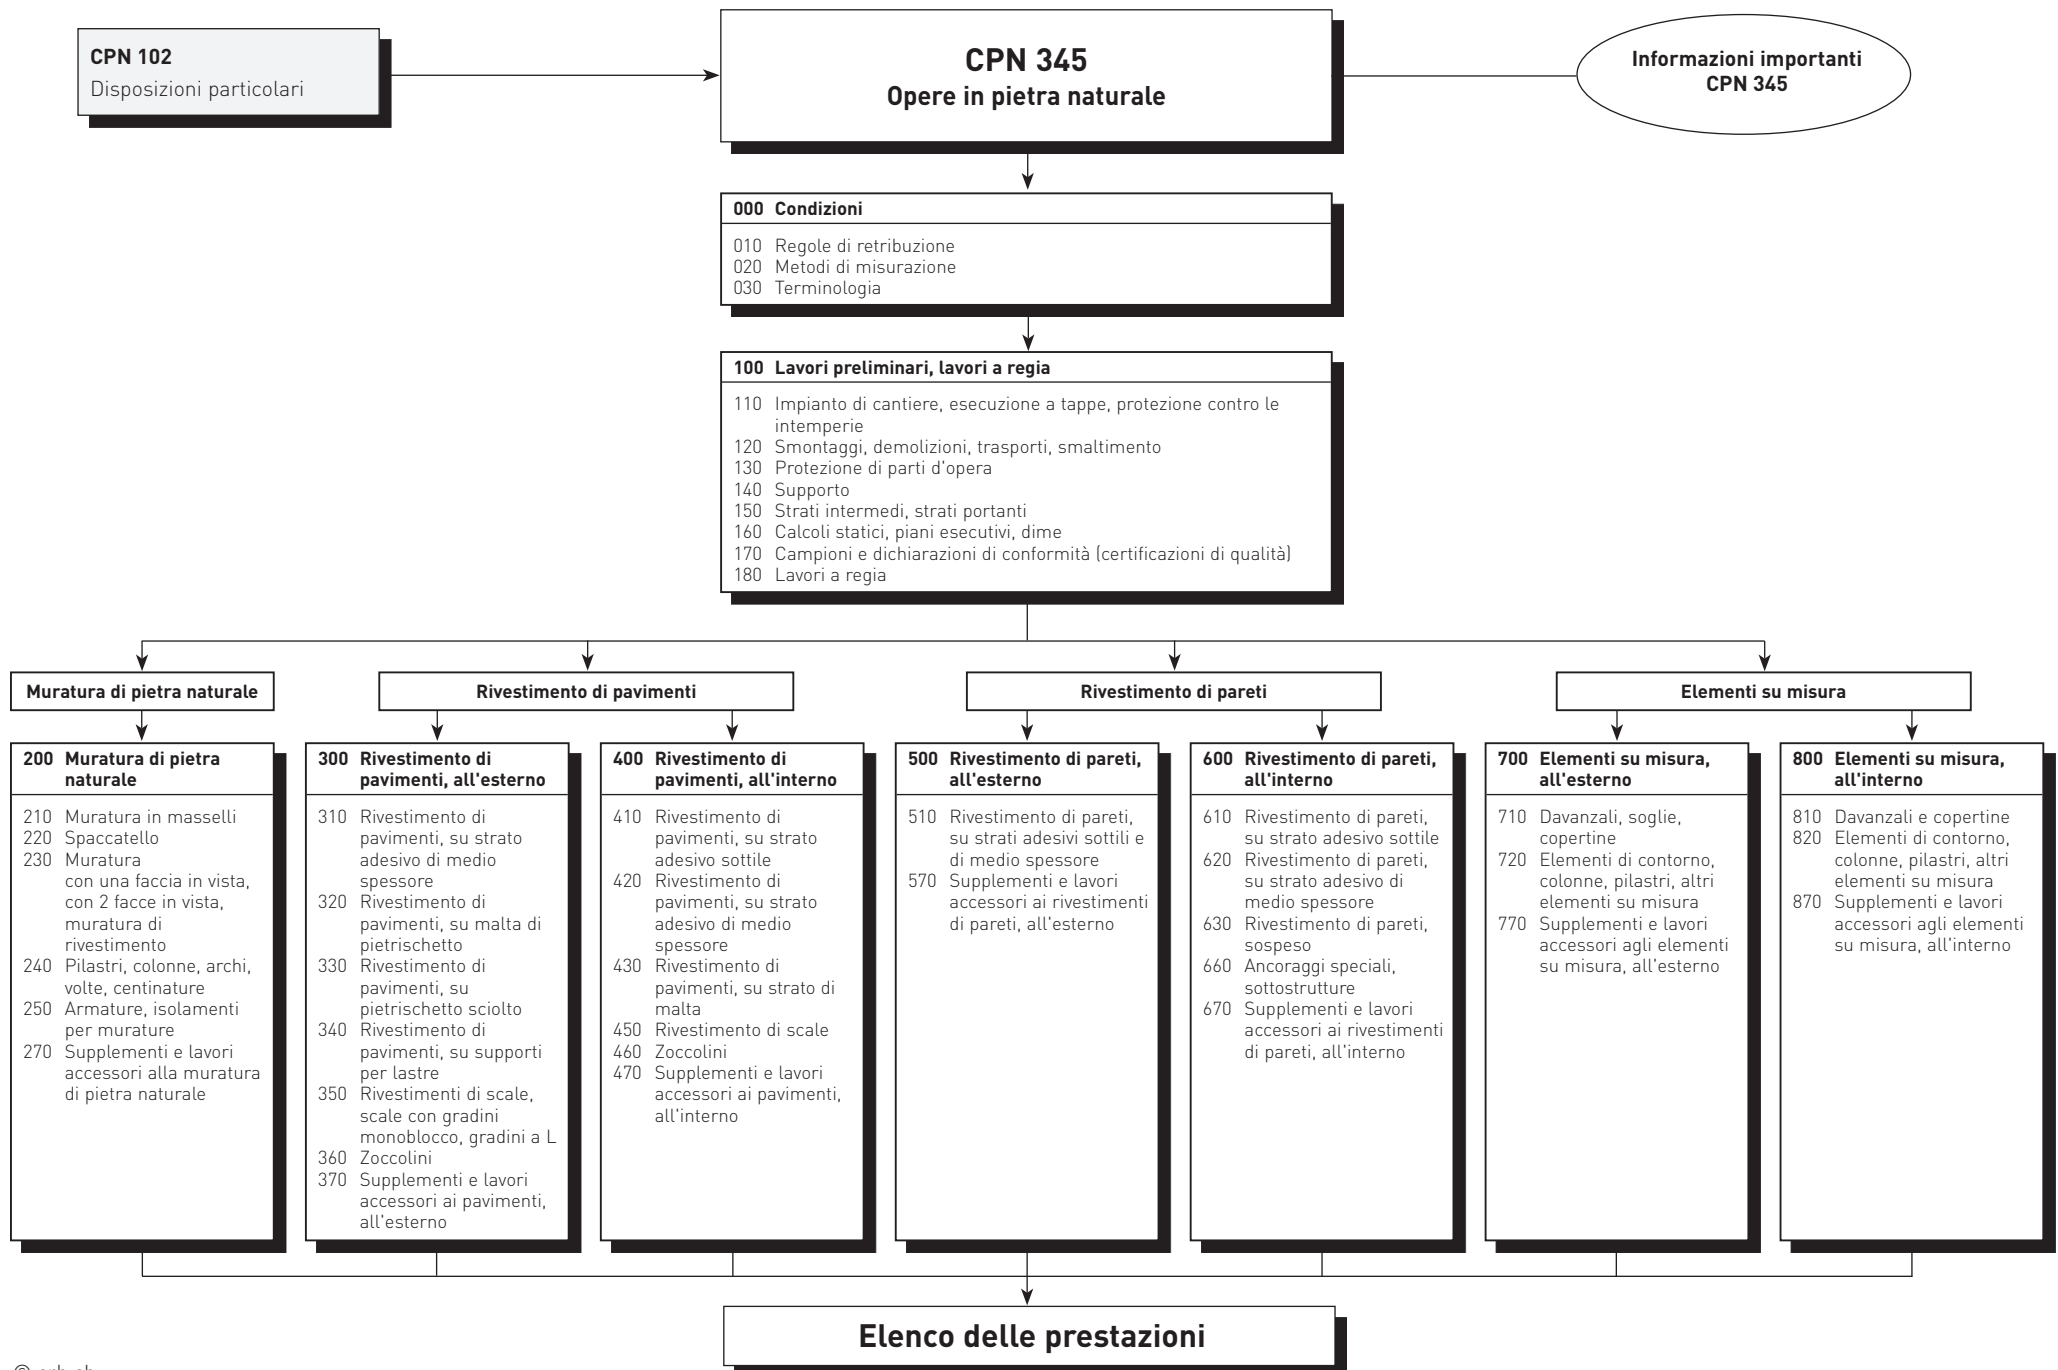 CPN 102
Disposizioni particolari
CPN 345
Opere in pietra naturale
Informazioni importanti
CPN 345
000 Condizioni
010 Regole di retribuzione
020 Metodi di misurazione
030 Terminologia
100 Lavori preliminari, lavori a regia
110 Impianto di cantiere, esecuzione a tappe, protezione contro le
intemperie
120 Smontaggi, demolizioni, trasporti, smaltimento
130 Protezione di parti d'opera
140 Supporto
150 Strati intermedi, strati portanti
160 Calcoli statici, piani esecutivi, dime
170 Campioni e dichiarazioni di conformità (certificazioni di qualità)
180 Lavori a regia
Muratura di pietra naturale
Rivestimento di pavimenti
Rivestimento di pareti
Elementi su misura
200 Muratura di pietra
naturale
210 Muratura in masselli
220 Spaccatello
230 Muratura
con una faccia in vista,
con 2 facce in vista,
muratura di
rivestimento
240 Pilastri, colonne, archi,
volte, centinature
250 Armature, isolamenti
per murature
270 Supplementi e lavori
accessori alla muratura
di pietra naturale
300 Rivestimento di
pavimenti, all'esterno
310 Rivestimento di
pavimenti, su strato
adesivo di medio
spessore
320 Rivestimento di
pavimenti, su malta di
pietrischetto
330 Rivestimento di
pavimenti, su
pietrischetto sciolto
340 Rivestimento di
pavimenti, su supporti
per lastre
350 Rivestimenti di scale,
scale con gradini
monoblocco, gradini a L
360 Zoccolini
370 Supplementi e lavori
accessori ai pavimenti,
all'esterno
400 Rivestimento di
pavimenti, all'interno
410 Rivestimento di
pavimenti, su strato
adesivo sottile
420 Rivestimento di
pavimenti, su strato
adesivo di medio
spessore
430 Rivestimento di
pavimenti, su strato di
malta
450 Rivestimento di scale
460 Zoccolini
470 Supplementi e lavori
accessori ai pavimenti,
all'interno
500 Rivestimento di pareti,
all'esterno
510 Rivestimento di pareti,
su strati adesivi sottili e
di medio spessore
570 Supplementi e lavori
accessori ai rivestimenti
di pareti, all'esterno
600 Rivestimento di pareti,
all'interno
610 Rivestimento di pareti,
su strato adesivo sottile
620 Rivestimento di pareti,
su strato adesivo di
medio spessore
630 Rivestimento di pareti,
sospeso
660 Ancoraggi speciali,
sottostrutture
670 Supplementi e lavori
accessori ai rivestimenti
di pareti, all'interno
700 Elementi su misura,
all'esterno
710 Davanzali, soglie,
copertine
720 Elementi di contorno,
colonne, pilastri, altri
elementi su misura
770 Supplementi e lavori
accessori agli elementi
su misura, all'esterno
800 Elementi su misura,
all'interno
810 Davanzali e copertine
820 Elementi di contorno,
colonne, pilastri, altri
elementi su misura
870 Supplementi e lavori
accessori agli elementi
su misura, all'interno
Elenco delle prestazioni